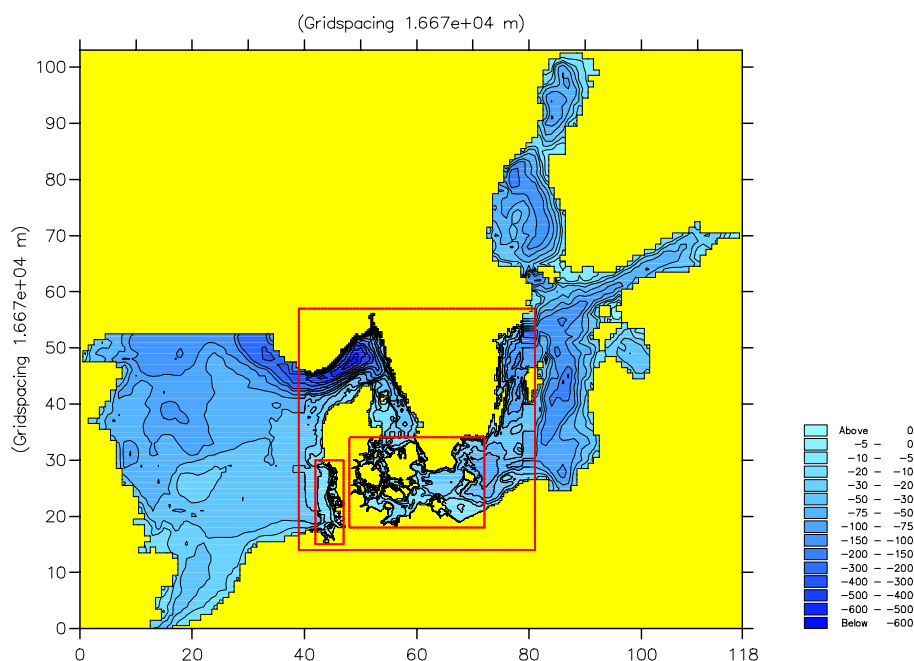 (Gridspacing 1.667e+04 m)
(Gridspacing 1.667e+04 m)
100
90
80
70
60
50
40
30
20
10
0
0 20 40 60 80 100 118
Above 0
-5 - 0
-10 - -5
-20 - -10
-30 - -20
-50 - -30
-75 - -50
-100 - -75
-150 - -100
-200 - -150
-300 - -200
-400 - -300
-500 - -400
-600 - -500
Below -600